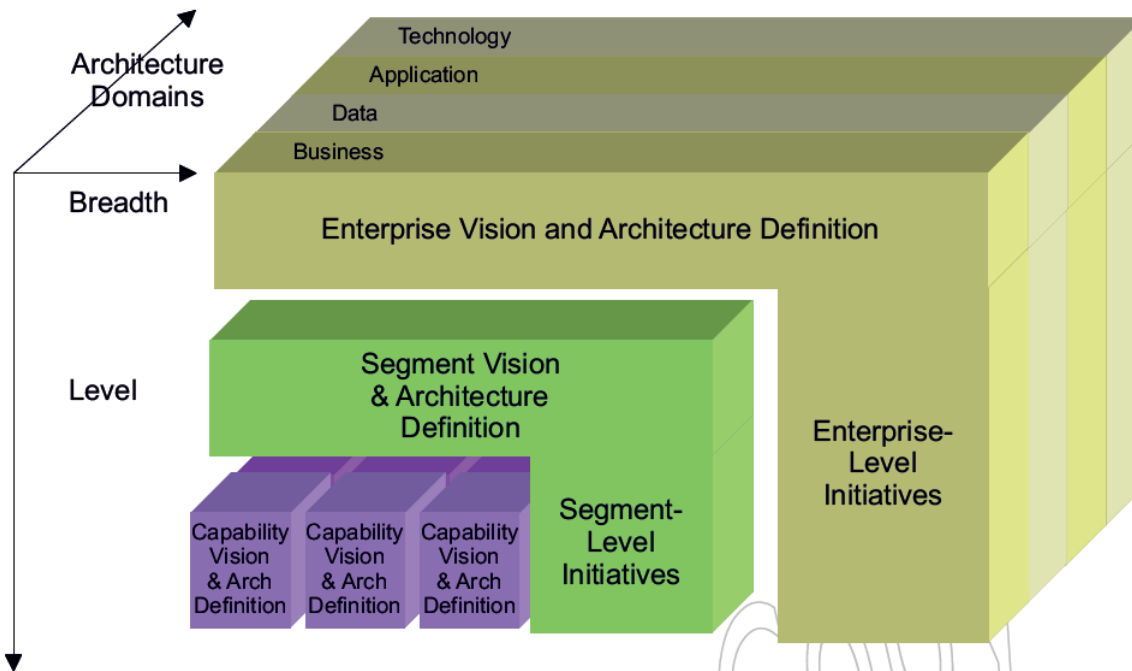 Technology
Architecture
Domains
Application
Data
Business
Breadth
Enterprise Vision and Architecture Definition
Segment Vision
& Architecture
Definition
Level
Enterprise-
Level
Initiatives
Segment-
Level
Initiatives
Capability
Vision
& Arch
Definition
Capability
Vision
& Arch
Definition
Capability
Vision
& Arch
Definition